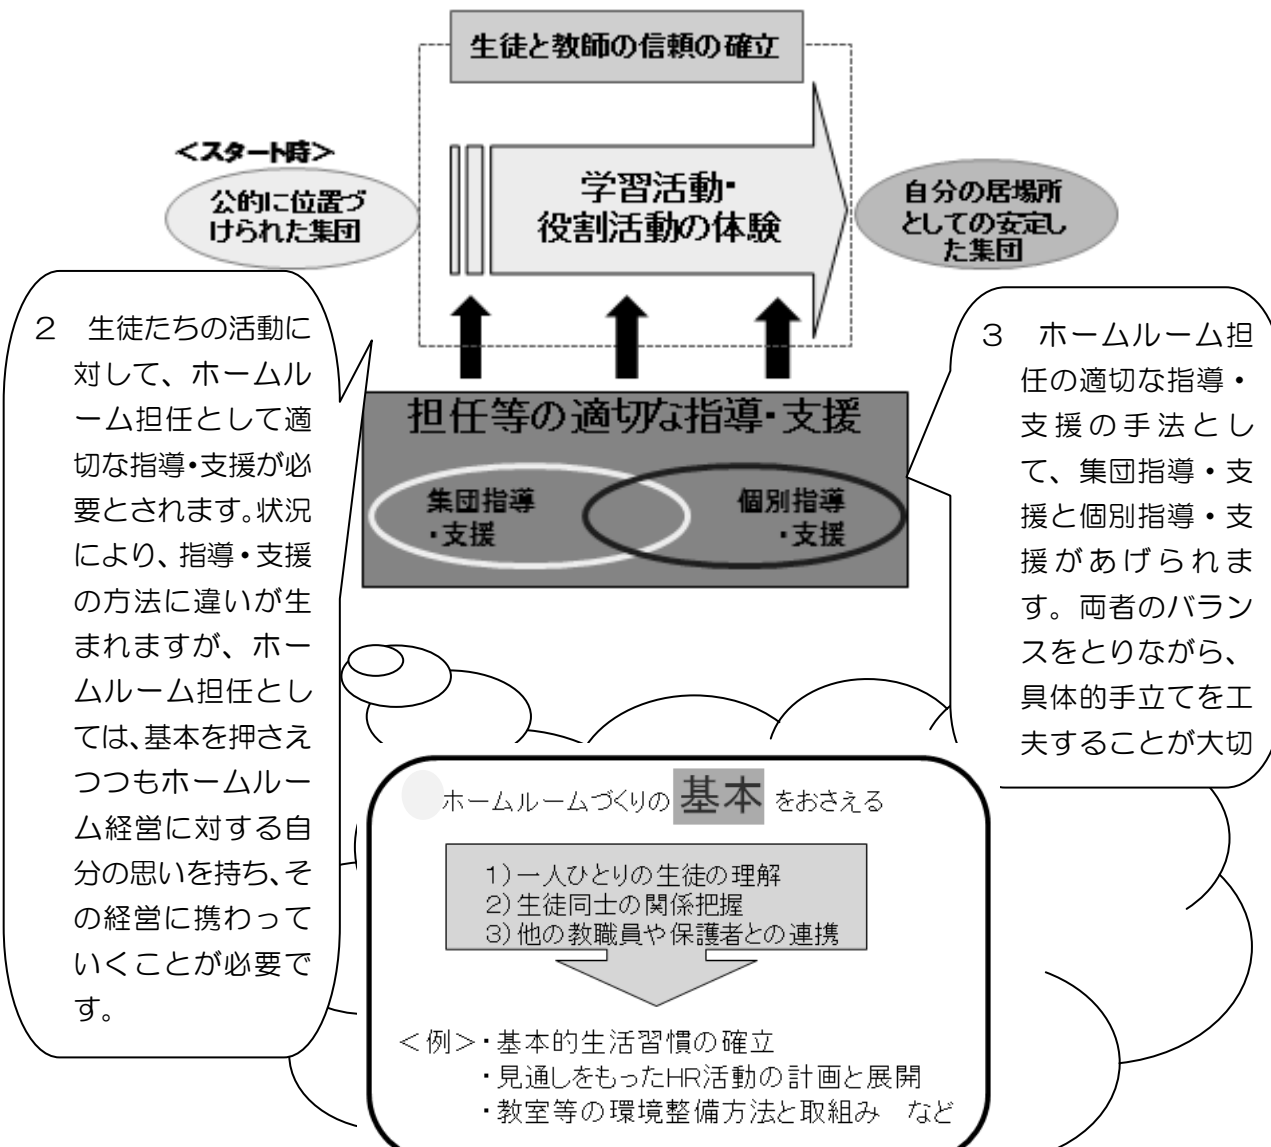 生徒と教師の信頼の確立
＜スタート時＞
公的に位置づ
けられた集団
学習活動・
役割活動の体験
自分の居場所
としての安定し
た集団
２　生徒たちの活動に
対して、ホームル
ーム担任として適
切な指導・支援が必
要とされます。状況
により、指導・支援
の方法に違いが生
まれますが、ホー
ムルーム担任とし
ては、基本を押さえ
つつもホームルー
ム経営に対する自
分の思いを持ち、そ
の経営に携わって
いくことが必要で
す。
担任等の適切な指導・支援
集団指導
・支援
個別指導
・支援
３　ホームルーム担
任の適切な指導・
支援の手法とし
て、集団指導・支
援と個別指導・支
援があげられま
す。両者のバラン
スをとりながら、
具体的手立てを工
夫することが大切
ホームルームづくりの 基本 をおさえる
１）一人ひとりの生徒の理解
２）生徒同士の関係把握
３）他の教職員や保護者との連携
＜例＞・基本的生活習慣の確立
・見通しをもったHR活動の計画と展開
・教室等の環境整備方法と取組み　など